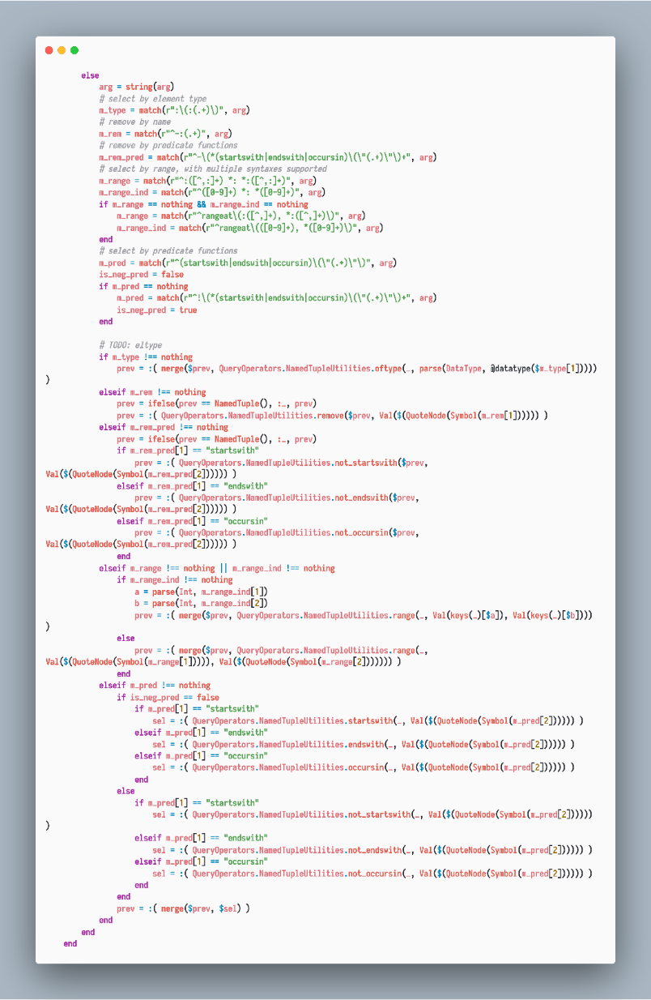 else
arg = string(arg)
# select by element type
m_type = match(r":\(:(.+)\)", arg)
# remove by name
m_rem = match(r"^-:(.+)", arg)
# remove by predicate functions
m_rem_pred = match(r"^-\(*(startswith|endswith|occursin)\(\"(.+)\"\)+", arg)
# select by range, with multiple syntaxes supported
m_range = match(r"^:([^,:]+) *: *:([^,:]+)", arg)
m_range_ind = match(r"^([0-9]+) *: *([0-9]+)", arg)
if m_range == nothing && m_range_ind == nothing
m_range = match(r"^rangeat\(:([^,]+), *:([^,]+)\)", arg)
m_range_ind = match(r"^rangeat\(([0-9]+), *([0-9]+)\)", arg)
end
# select by predicate functions
m_pred = match(r"^(startswith|endswith|occursin)\(\"(.+)\"\)", arg)
is_neg_pred = false
if m_pred == nothing
m_pred = match(r"^!\(*(startswith|endswith|occursin)\(\"(.+)\"\)+", arg)
is_neg_pred = true
end
# TODO: eltype
if m_type !== nothing
prev = :( merge($prev, QueryOperators.NamedTupleUtilities.oftype(_, parse(DataType, @datatype($m_type[1]))))
)
elseif m_rem !== nothing
prev = ifelse(prev == NamedTuple(), :_, prev)
prev = :( QueryOperators.NamedTupleUtilities.remove($prev, Val($(QuoteNode(Symbol(m_rem[1]))))) )
elseif m_rem_pred !== nothing
prev = ifelse(prev == NamedTuple(), :_, prev)
if m_rem_pred[1] == "startswith"
prev = :( QueryOperators.NamedTupleUtilities.not_startswith($prev,
Val($(QuoteNode(Symbol(m_rem_pred[2]))))) )
elseif m_rem_pred[1] == "endswith"
prev = :( QueryOperators.NamedTupleUtilities.not_endswith($prev,
Val($(QuoteNode(Symbol(m_rem_pred[2]))))) )
elseif m_rem_pred[1] == "occursin"
prev = :( QueryOperators.NamedTupleUtilities.not_occursin($prev,
Val($(QuoteNode(Symbol(m_rem_pred[2]))))) )
end
elseif m_range !== nothing || m_range_ind !== nothing
if m_range_ind !== nothing
a = parse(Int, m_range_ind[1])
b = parse(Int, m_range_ind[2])
prev = :( merge($prev, QueryOperators.NamedTupleUtilities.range(_, Val(keys(_)[$a]), Val(keys(_)[$b])))
)
else
prev = :( merge($prev, QueryOperators.NamedTupleUtilities.range(_,
Val($(QuoteNode(Symbol(m_range[1])))), Val($(QuoteNode(Symbol(m_range[2])))))) )
end
elseif m_pred !== nothing
if is_neg_pred == false
if m_pred[1] == "startswith"
sel = :( QueryOperators.NamedTupleUtilities.startswith(_, Val($(QuoteNode(Symbol(m_pred[2]))))) )
elseif m_pred[1] == "endswith"
sel = :( QueryOperators.NamedTupleUtilities.endswith(_, Val($(QuoteNode(Symbol(m_pred[2]))))) )
elseif m_pred[1] == "occursin"
sel = :( QueryOperators.NamedTupleUtilities.occursin(_, Val($(QuoteNode(Symbol(m_pred[2]))))) )
end
else
if m_pred[1] == "startswith"
sel = :( QueryOperators.NamedTupleUtilities.not_startswith(_, Val($(QuoteNode(Symbol(m_pred[2])))))
)
elseif m_pred[1] == "endswith"
sel = :( QueryOperators.NamedTupleUtilities.not_endswith(_, Val($(QuoteNode(Symbol(m_pred[2]))))) )
elseif m_pred[1] == "occursin"
sel = :( QueryOperators.NamedTupleUtilities.not_occursin(_, Val($(QuoteNode(Symbol(m_pred[2]))))) )
end
end
prev = :( merge($prev, $sel) )
end
end
end